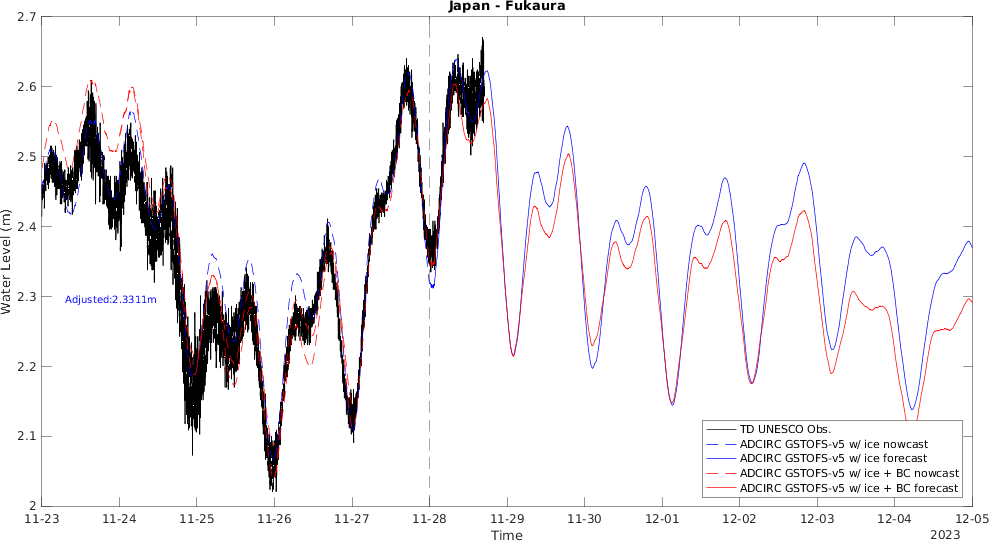 Japan - Fukaura
2.7
2.6
2.5
2.4
2.3
2.2
2.1
2
Water Level (m)
Adjusted:2.3311m
TD UNESCO Obs.
ADCIRC GSTOFS-v5 w/ ice nowcast
ADCIRC GSTOFS-v5 w/ ice forecast
ADCIRC GSTOFS-v5 w/ ice + BC nowcast
ADCIRC GSTOFS-v5 w/ ice + BC forecast
11-23 11-24 11-25 11-26 11-27 11-28 11-29 11-30 12-01 12-02 12-03 12-04 12-05
Time
2023